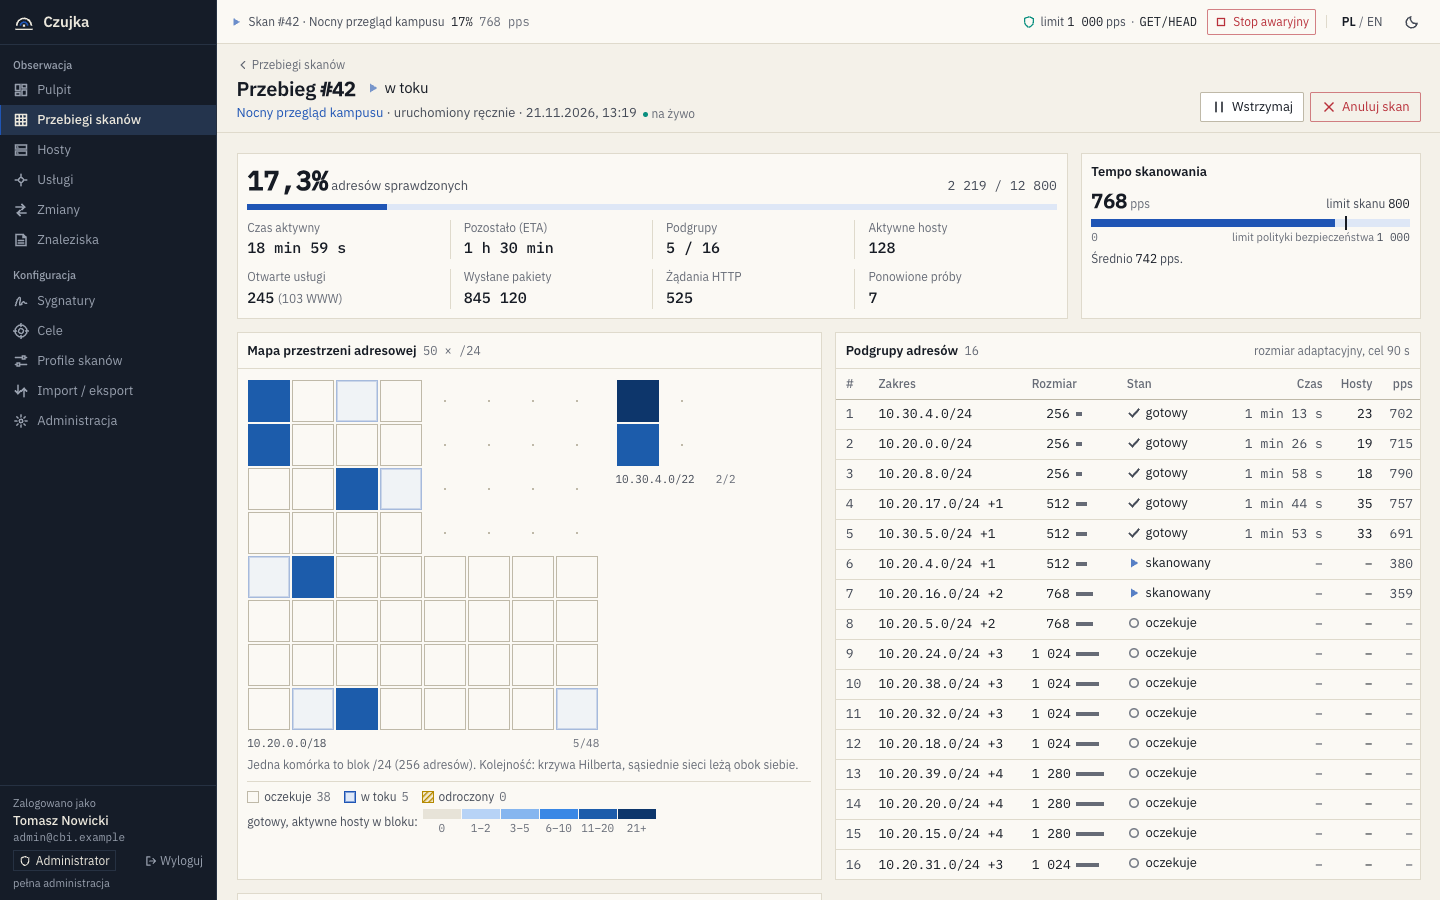 Czujka
Obserwacja
Pulpit
Przebiegi skanów
Hosty
Usługi
Zmiany
Znaleziska
Konfiguracja
Sygnatury
Cele
Profile skanów
Import / eksport
Administracja
Zalogowano jako
Tomasz Nowicki
admin@cbi.example
Administrator
Wyloguj
pełna administracja
Skan #42 · Nocny przegląd kampusu 17% 768 pps
limit 1 000 pps · GET/HEAD
Stop awaryjny
PL / EN
Przebiegi skanów
Przebieg #42
w toku
Nocny przegląd kampusu · uruchomiony ręcznie · 21.11.2026, 13:19 ● na żywo
Wstrzymaj
Anuluj skan
17,3% adresów sprawdzonych
2 219 / 12 800
Czas aktywny
18 min 59 s
Pozostało (ETA)
1 h 30 min
Podgrupy
5 / 16
Aktywne hosty
128
Otwarte usługi
245 (103 WWW)
Wysłane pakiety
845 120
Żądania HTTP
525
Ponowione próby
7
Tempo skanowania
768 pps
limit skanu 800
0
limit polityki bezpieczeństwa 1 000
Średnio 742 pps.
Mapa przestrzeni adresowej 50 × /24
10.30.4.0/22 2/2
10.20.0.0/18 5/48
Jedna komórka to blok /24 (256 adresów). Kolejność: krzywa Hilberta, sąsiednie sieci leżą obok siebie.
oczekuje 38
w toku 5
odroczony 0
gotowy, aktywne hosty w bloku:
0 1–2 3–5 6–10 11–20 21+
Podgrupy adresów 16
rozmiar adaptacyjny, cel 90 s
# Zakres Rozmiar Stan Czas Hosty pps
1 10.30.4.0/24 256 gotowy 1 min 13 s 23 702
2 10.20.0.0/24 256 gotowy 1 min 26 s 19 715
3 10.20.8.0/24 256 gotowy 1 min 58 s 18 790
4 10.20.17.0/24 +1 512 gotowy 1 min 44 s 35 757
5 10.30.5.0/24 +1 512 gotowy 1 min 53 s 33 691
6 10.20.4.0/24 +1 512 skanowany – – 380
7 10.20.16.0/24 +2 768 skanowany – – 359
8 10.20.5.0/24 +2 768 oczekuje – – –
9 10.20.24.0/24 +3 1 024 oczekuje – – –
10 10.20.38.0/24 +3 1 024 oczekuje – – –
11 10.20.32.0/24 +3 1 024 oczekuje – – –
12 10.20.18.0/24 +3 1 024 oczekuje – – –
13 10.20.39.0/24 +4 1 280 oczekuje – – –
14 10.20.20.0/24 +4 1 280 oczekuje – – –
15 10.20.15.0/24 +4 1 280 oczekuje – – –
16 10.20.31.0/24 +3 1 024 oczekuje – – –